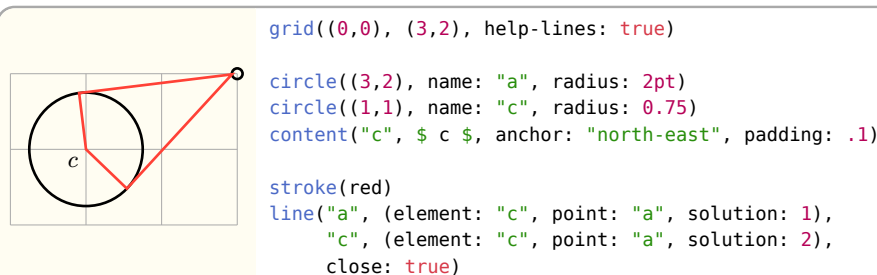 grid((0,0), (3,2), help-lines: true)
circle((3,2), name: "a", radius: 2pt)
circle((1,1), name: "c", radius: 0.75)
content("c", $ c $, anchor: "north-east", padding: .1)
stroke(red)
line("a", (element: "c", point: "a", solution: 1),
"c", (element: "c", point: "a", solution: 2),
close: true)
c